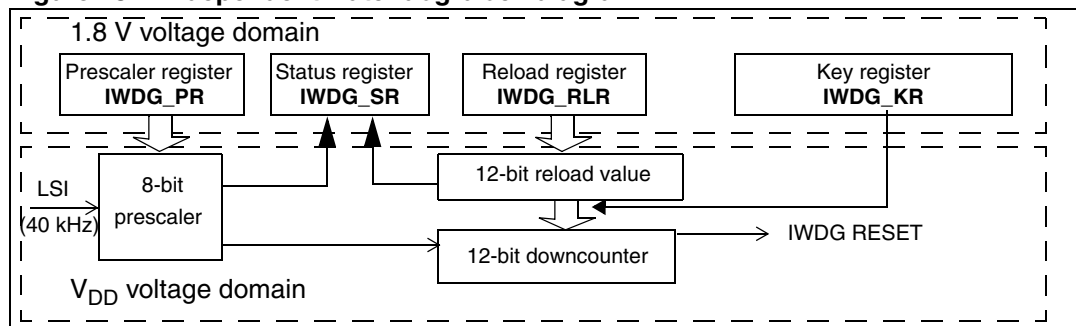 1.8 V voltage domain
Prescaler register
IWDG_PR
Status register
IWDG_SR
Reload register
IWDG_RLR
Key register
IWDG_KR
LSI
(40 kHz)
8-bit
prescaler
12-bit reload value
12-bit downcounter
IWDG RESET
VDD voltage domain